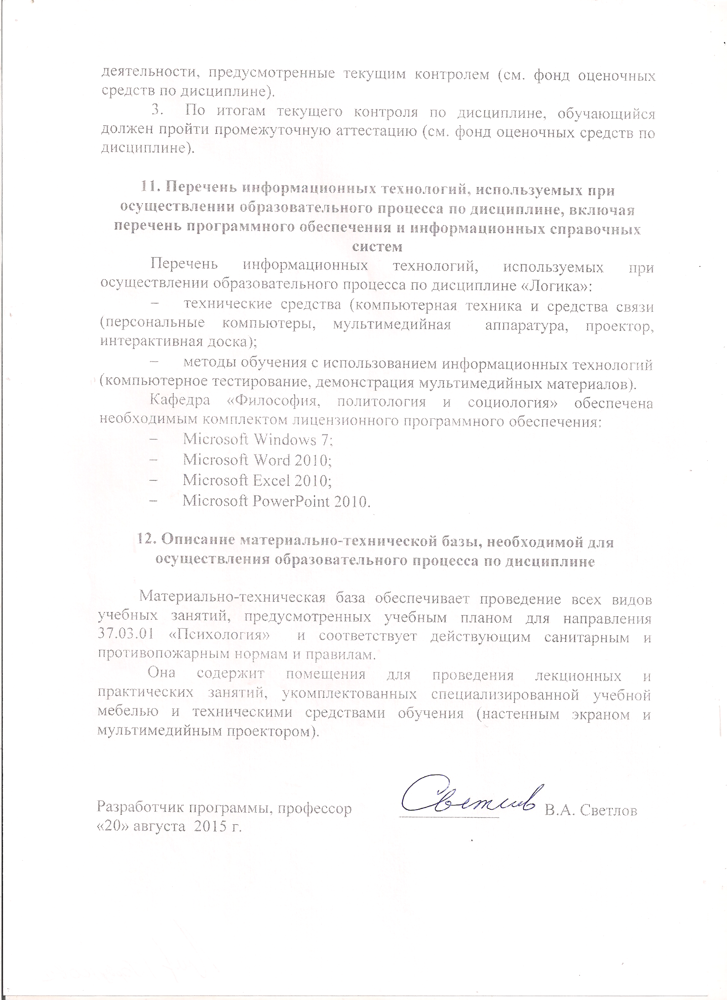 деятельности, предусмотренные текущим контролем (см. фонд оценочных
средств по дисциплине).
3. По итогам текущего контроля по дисциплине, обучающийся
должен пройти промежуточную аттестацию (см. фонд оценочных средств по
дисциплине).
11. Перечень информационных технологий, используемых при
осуществлении образовательного процесса по дисциплине, включая
перечень программного обеспечения и информационных справочных
систем
Перечень информационных технологий, используемых при
осуществлении образовательного процесса по дисциплине «Логика»:
– технические средства (компьютерная техника и средства связи
(персональные компьютеры, мультимедийная аппаратура, проектор,
интерактивная доска);
– методы обучения с использованием информационных технологий
(компьютерное тестирование, демонстрация мультимедийных материалов).
Кафедра «Философия, политология и социология» обеспечена
необходимым комплектом лицензионного программного обеспечения:
– Microsoft Windows 7;
– Microsoft Word 2010;
– Microsoft Excel 2010;
– Microsoft PowerPoint 2010.
12. Описание материально-технической базы, необходимой для
осуществления образовательного процесса по дисциплине
Материально-техническая база обеспечивает проведение всех видов
учебных занятий, предусмотренных учебным планом для направления
37.03.01 «Психология» и соответствует действующим санитарным и
противопожарным нормам и правилам.
Она содержит помещения для проведения лекционных и
практических занятий, укомплектованных специализированной учебной
мебелью и техническими средствами обучения (настенным экраном и
мультимедийным проектором).
Разработчик программы, профессор Светлов В.А. Светлов
«20» августа 2015 г.